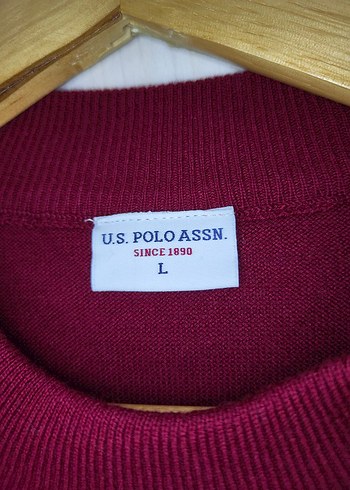 U.S. POLO ASSN.
SINCE 1890
L